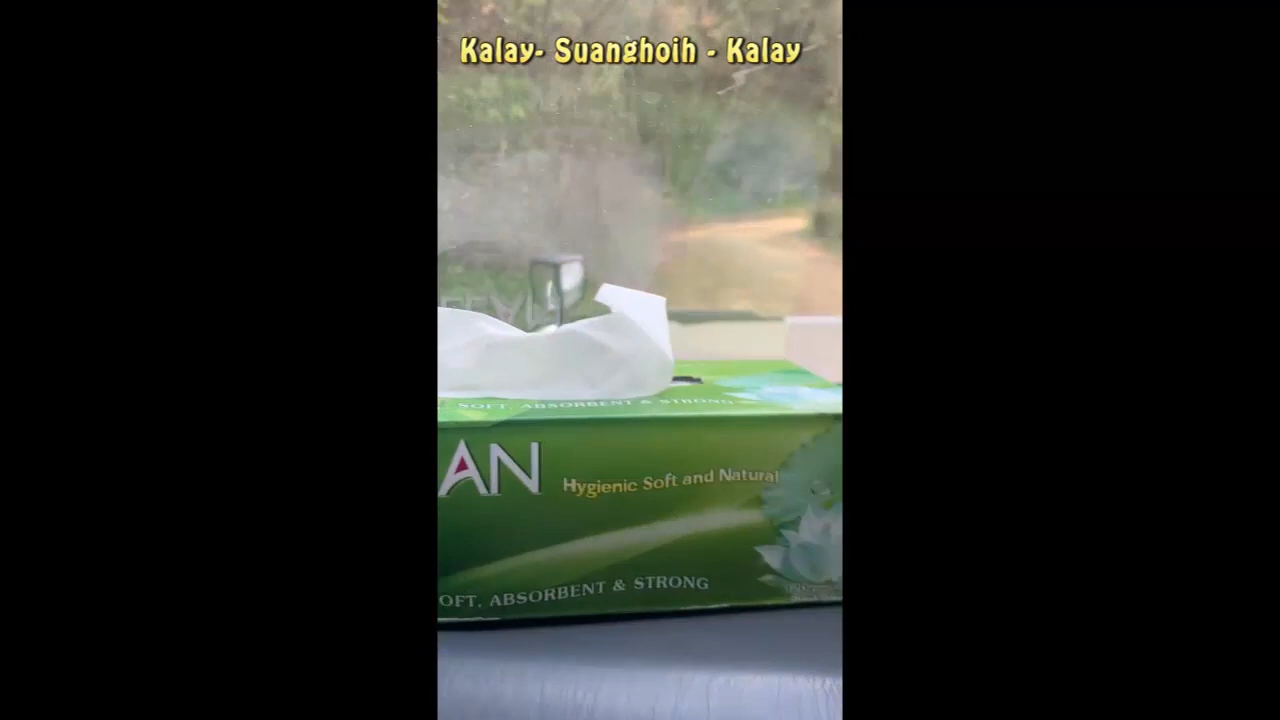 Kalay- Suanghoih - Kalay
SOFT, ABSORBENT & STRONG
AN
Hygienic Soft and Natural
OFT, ABSORBENT & STRONG